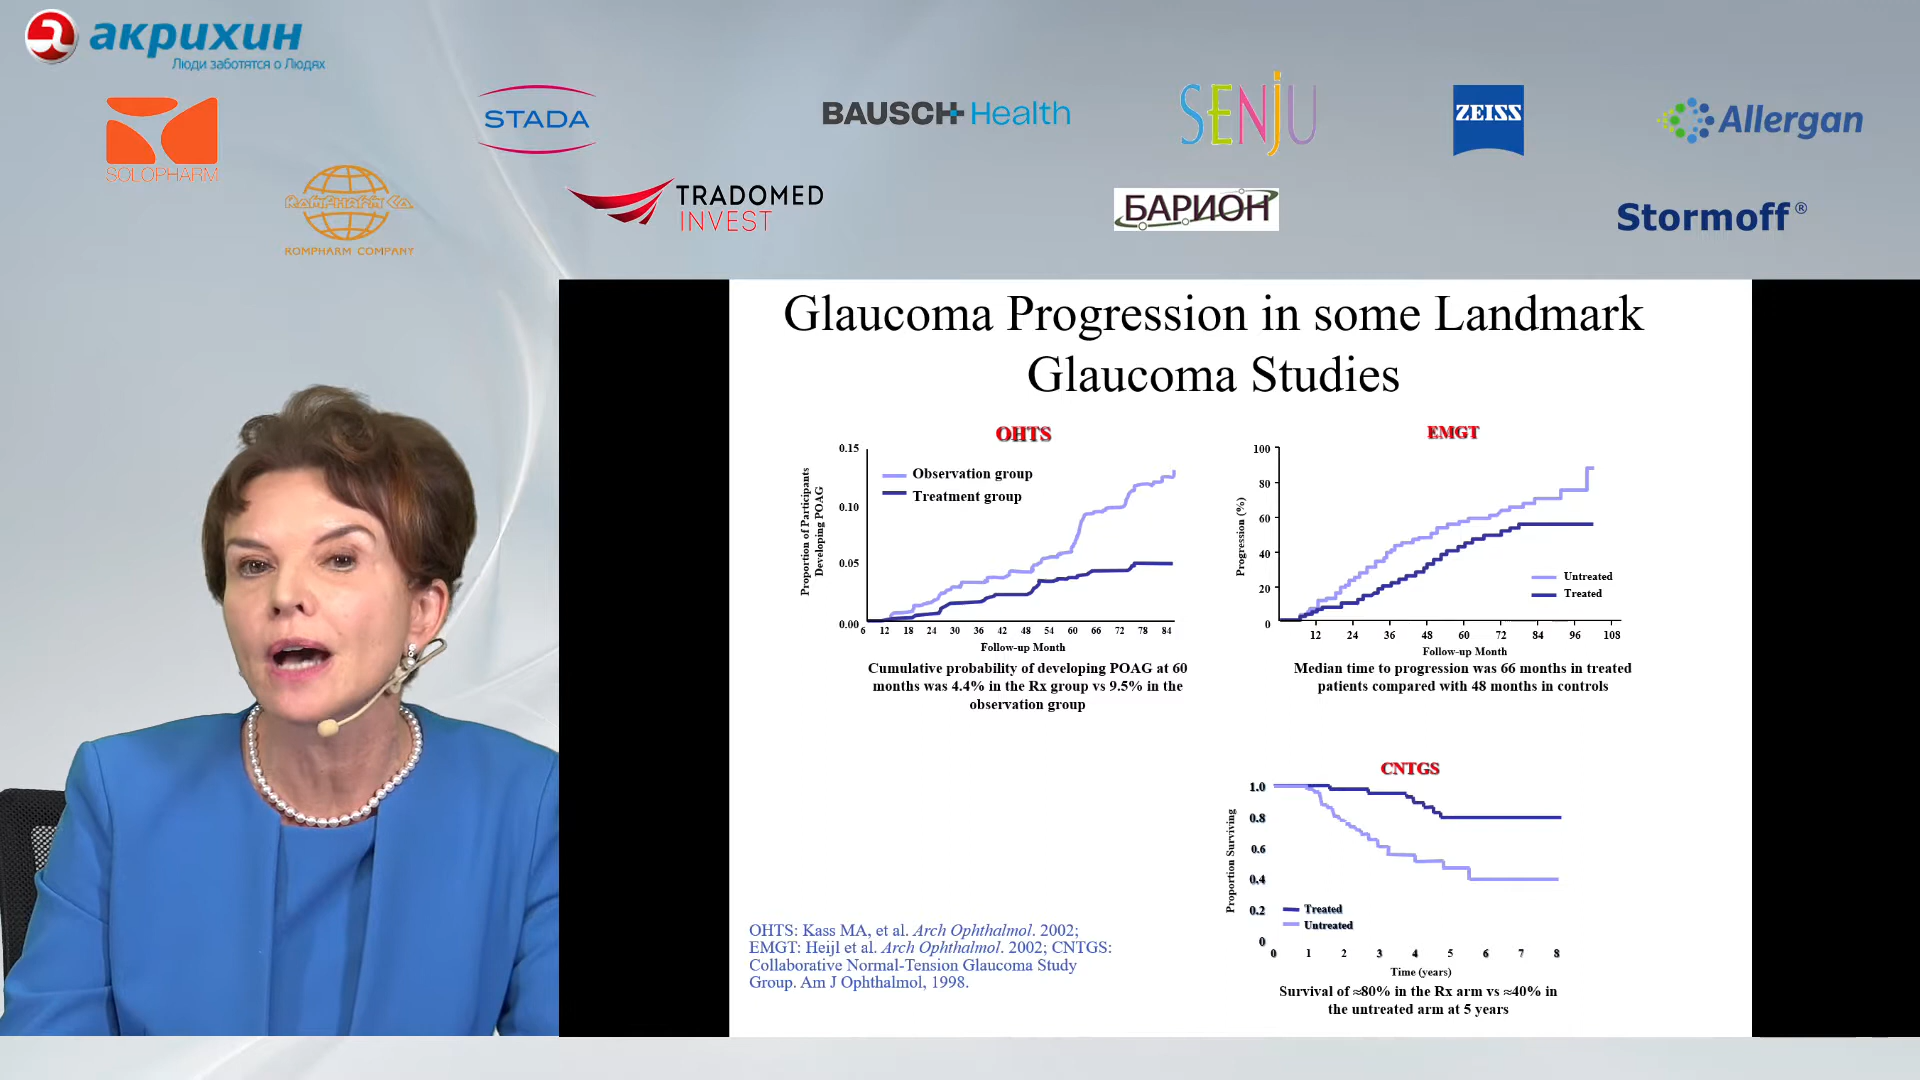 акрихин
Люди заботятся о Людях
SOLOPHARM
STADA
BAUSCH+Health
SENJU
ZEISS
Allergan
ROMPHARM Co.
ROMPHARM COMPANY
TRADOMED
INVEST
БАРИОН
Stormoff®
Glaucoma Progression in some Landmark
Glaucoma Studies
OHTS
Proportion of Participants
Developing POAG
0.15
0.10
0.05
0.00
Observation group
Treatment group
6 12 18 24 30 36 42 48 54 60 66 72 78 84
Follow-up Month
Cumulative probability of developing POAG at 60
months was 4.4% in the Rx group vs 9.5% in the
observation group
EMGT
Progression (%)
100
80
60
40
20
0
Untreated
Treated
12 24 36 48 60 72 84 96 108
Follow-up Month
Median time to progression was 66 months in treated
patients compared with 48 months in controls
CNTGS
Proportion Surviving
1.0
0.8
0.6
0.4
0.2
0
Treated
Untreated
0 1 2 3 4 5 6 7 8
Time (years)
Survival of ≈80% in the Rx arm vs ≈40% in
the untreated arm at 5 years
OHTS: Kass MA, et al. Arch Ophthalmol. 2002;
EMGT: Heijl et al. Arch Ophthalmol. 2002; CNTGS:
Collaborative Normal-Tension Glaucoma Study
Group. Am J Ophthalmol, 1998.